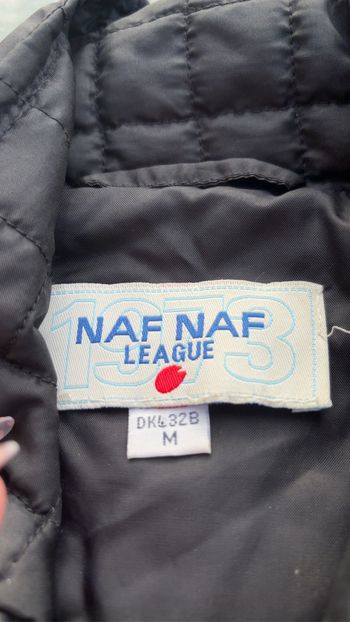 1973
NAF NAF
LEAGUE
DK432B
M